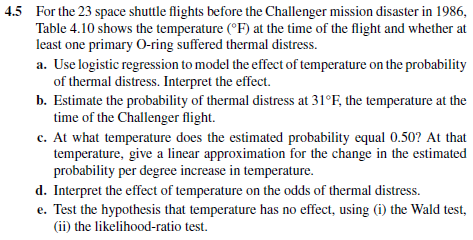 4.5 For the 23 space shuttle flights before the Challenger mission disaster in 1986,
Table 4.10 shows the temperature (°F) at the time of the flight and whether at
least one primary O-ring suffered thermal distress.
a. Use logistic regression to model the effect of temperature on the probability
of thermal distress. Interpret the effect.
b. Estimate the probability of thermal distress at 31°F, the temperature at the
time of the Challenger flight.
c. At what temperature does the estimated probability equal 0.50? At that
temperature, give a linear approximation for the change in the estimated
probability per degree increase in temperature.
d. Interpret the effect of temperature on the odds of thermal distress.
e. Test the hypothesis that temperature has no effect, using (i) the Wald test,
(ii) the likelihood-ratio test.